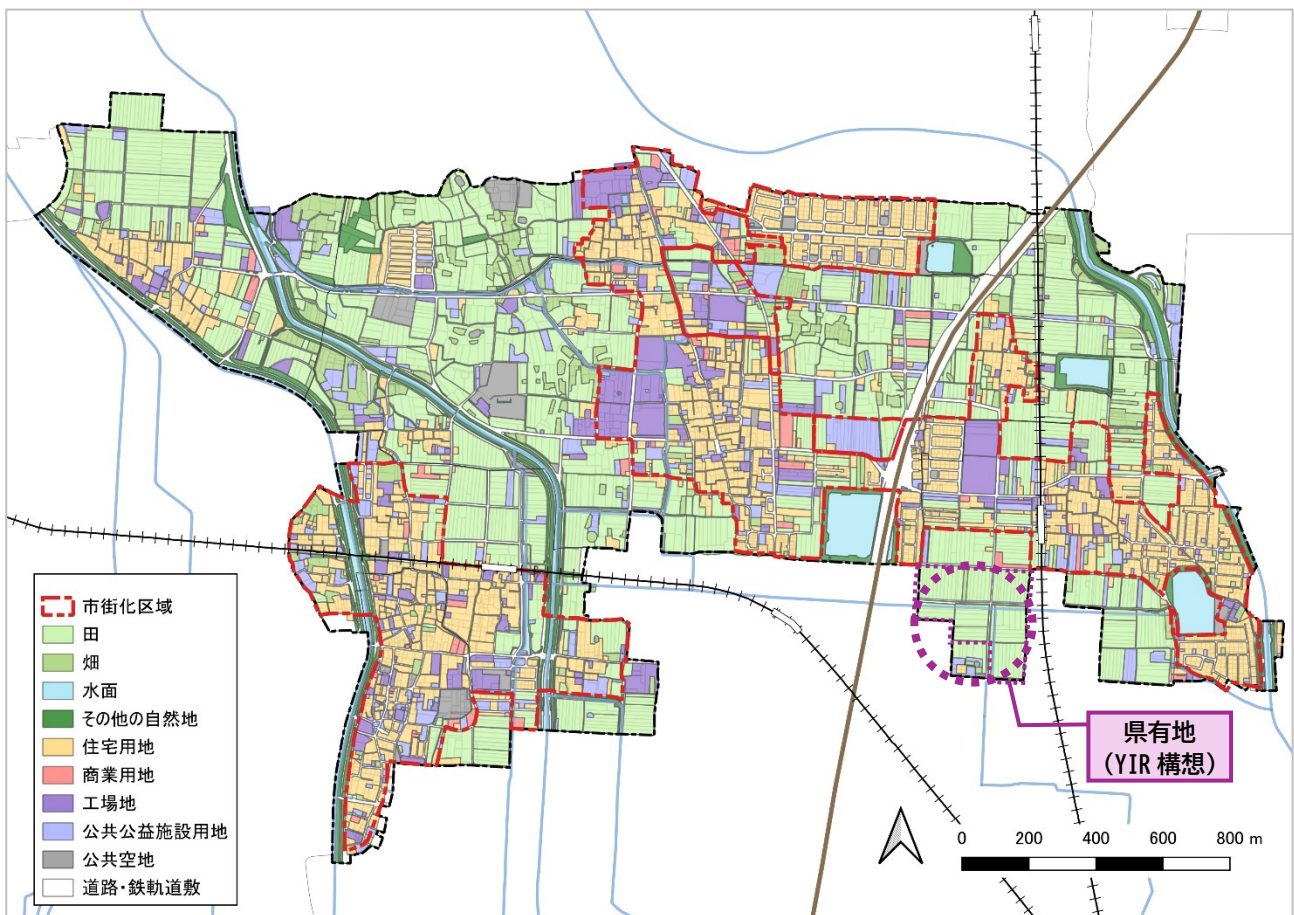 市街化区域
田
畑
水面
その他の自然地
住宅用地
商業用地
工場地
公共公益施設用地
公共空地
道路・鉄軌道敷
県有地
(YIR 構想)
0 200 400 600 800 m